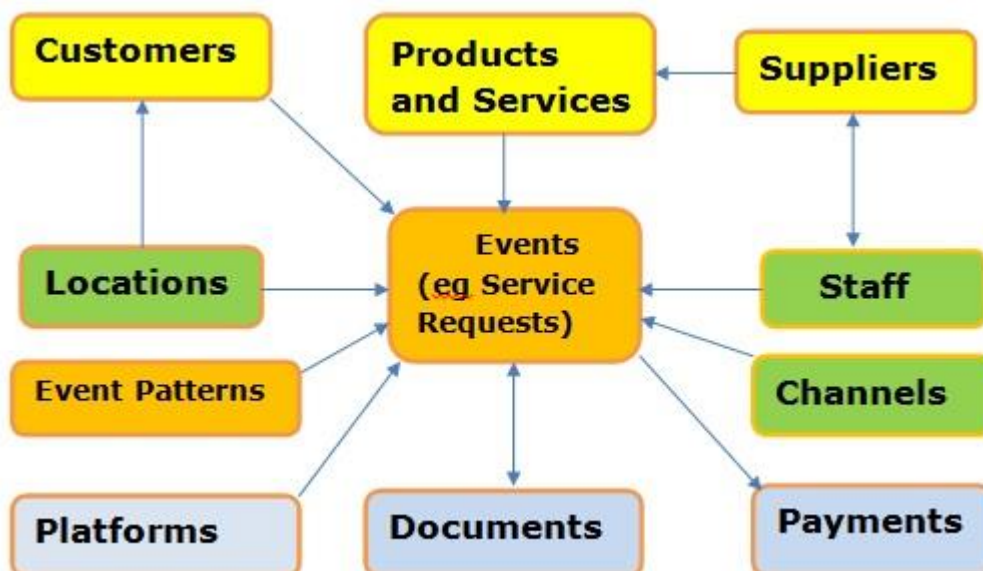 Customers
Products
and Services
Suppliers
Locations
Events
(eg Service
Requests)
Staff
Event Patterns
Channels
Platforms
Documents
Payments